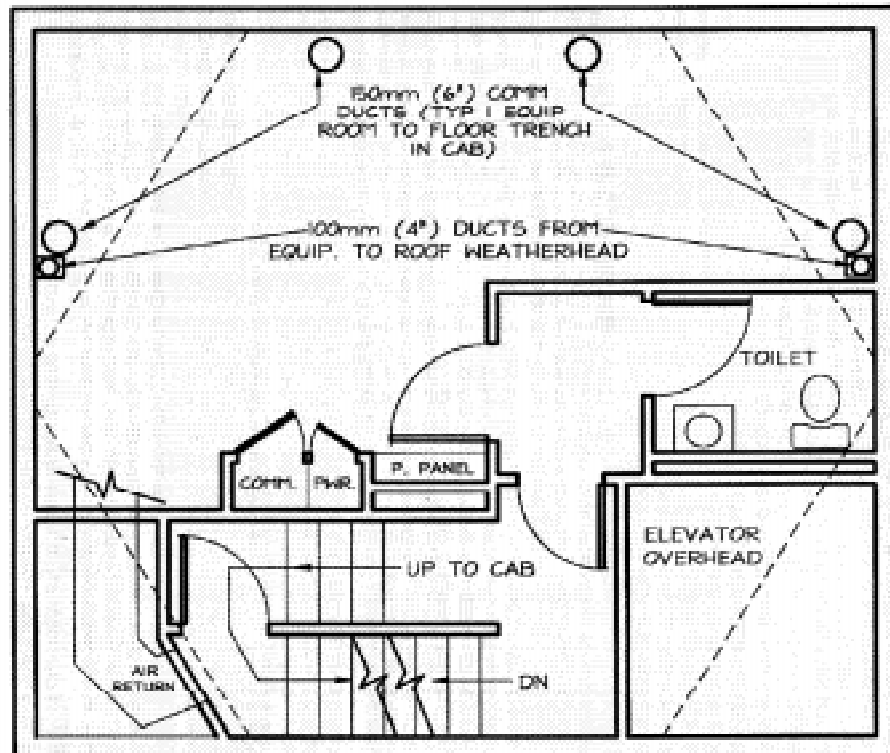 150mm (6") COMM
DUCTS (TYP 1 EQUIP
ROOM TO FLOOR TRENCH
IN CAB)
100mm (4") DUCTS FROM
EQUIP. TO ROOF WEATHERHEAD
TOILET
COMM.
PWR.
P. PANEL
ELEVATOR
OVERHEAD
UP TO CAB
AIR
RETURN
DN